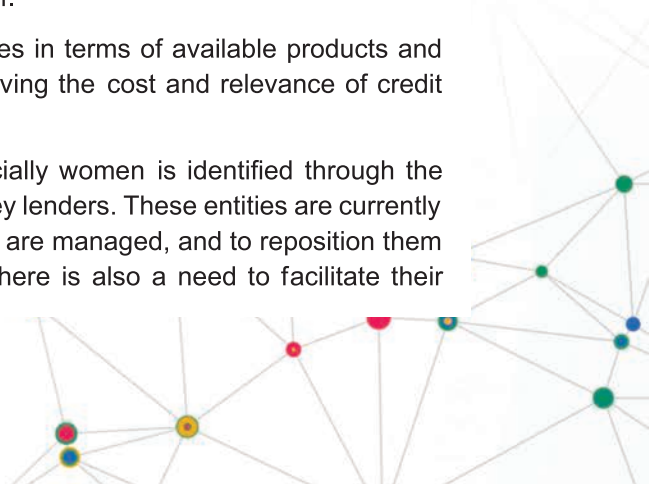 es in terms of available products and
ving the cost and relevance of credit
cially women is identified through the
ey lenders. These entities are currently
are managed, and to reposition them
here is also a need to facilitate their